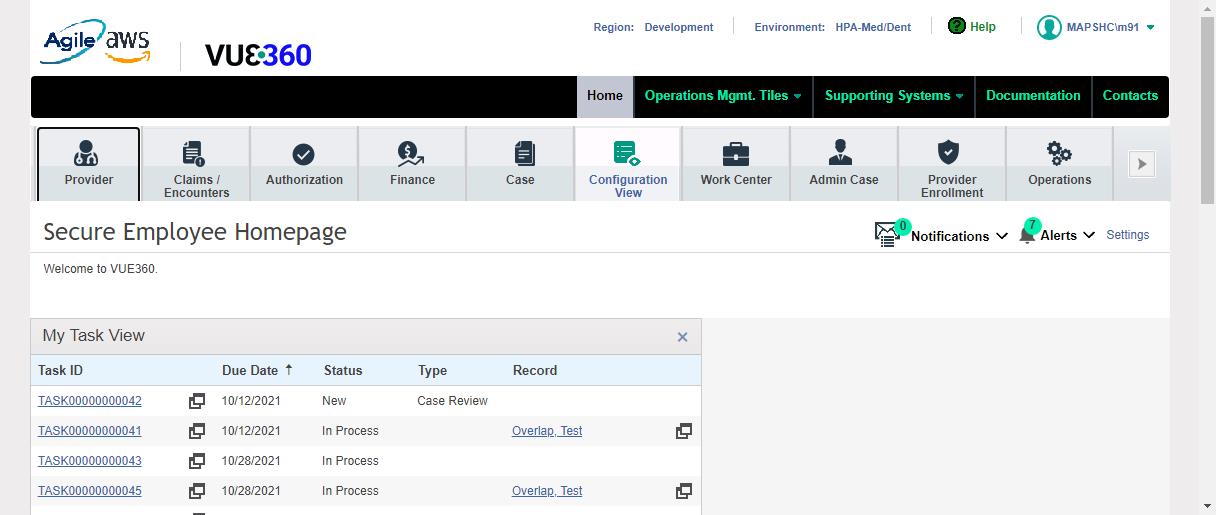 Agile aws
VUE360
Region: Development
Environment: HPA-Med/Dent
? Help
MAPSHC\m91
Home
Operations Mgmt. Tiles
Supporting Systems
Documentation
Contacts
Provider
Claims /
Encounters
Authorization
Finance
Case
Configuration
View
Work Center
Admin Case
Provider
Enrollment
Operations
Secure Employee Homepage
0 Notifications
7 Alerts
Settings
Welcome to VUE360.
My Task View
Task ID Due Date ↑ Status Type Record
TASK00000000042 10/12/2021 New Case Review
TASK00000000041 10/12/2021 In Process Overlap, Test
TASK00000000043 10/28/2021 In Process
TASK00000000045 10/28/2021 In Process Overlap, Test